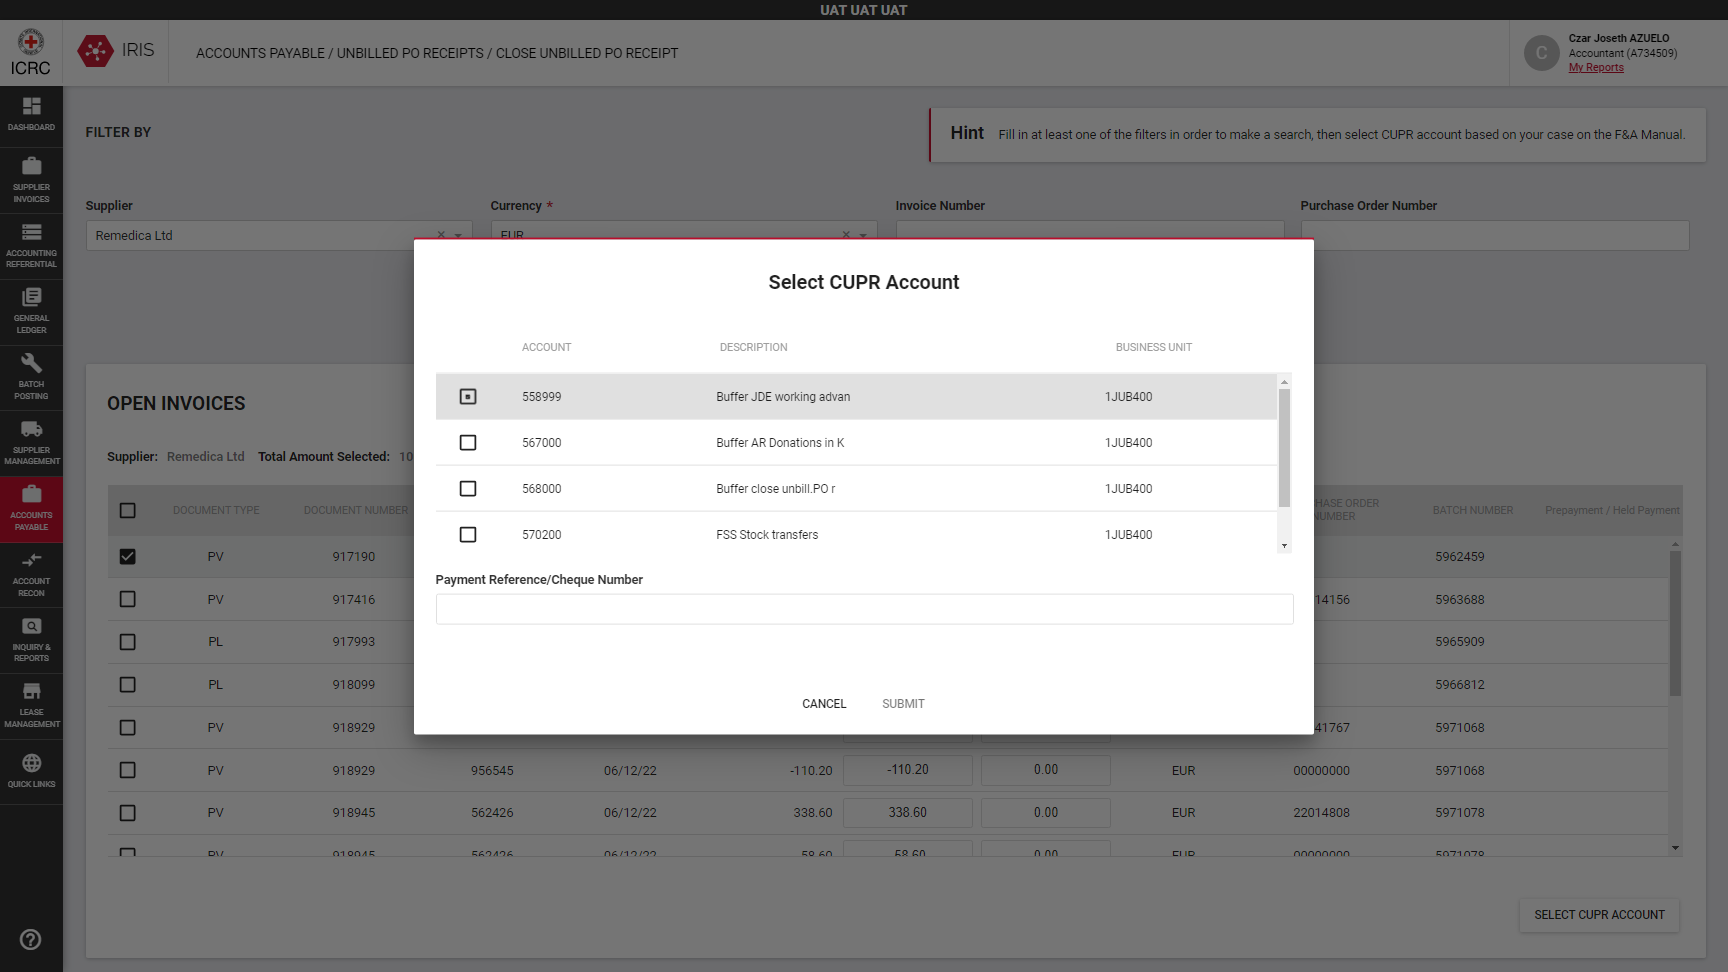 UAT UAT UAT
ICRC
IRIS
ACCOUNTS PAYABLE / UNBILLED PO RECEIPTS / CLOSE UNBILLED PO RECEIPT
C
Czar Joseth AZUELO
Accountant (A734509)
My Reports
DASHBOARD
SUPPLIER
INVOICES
ACCOUNTING
REFERENTIAL
GENERAL
LEDGER
BATCH
POSTING
SUPPLIER
MANAGEMENT
ACCOUNTS
PAYABLE
ACCOUNT
RECON
INQUIRY &
REPORTS
LEASE
MANAGEMENT
QUICK LINKS
FILTER BY
Hint Fill in at least one of the filters in order to make a search, then select CUPR account based on your case on the F&A Manual.
Supplier Currency * Invoice Number Purchase Order Number
Remedica Ltd EUR
Select CUPR Account
ACCOUNT DESCRIPTION BUSINESS UNIT
558999 Buffer JDE working advan 1JUB400
567000 Buffer AR Donations in K 1JUB400
568000 Buffer close unbill.PO r 1JUB400
570200 FSS Stock transfers 1JUB400
Payment Reference/Cheque Number
CANCEL SUBMIT
OPEN INVOICES
Supplier: Remedica Ltd Total Amount Selected: 10
DOCUMENT TYPE DOCUMENT NUMBER HASE ORDER NUMBER BATCH NUMBER Prepayment / Held Payment
PV 917190 5962459
PV 917416 14156 5963688
PL 917993 5965909
PL 918099 5966812
PV 918929 41767 5971068
PV 918929 956545 06/12/22 -110.20 -110.20 0.00 EUR 00000000 5971068
PV 918945 562426 06/12/22 338.60 338.60 0.00 EUR 22014808 5971078
PV 918945 562426 06/12/22 58.60 58.60 0.00 EUR 00000000 5971078
SELECT CUPR ACCOUNT